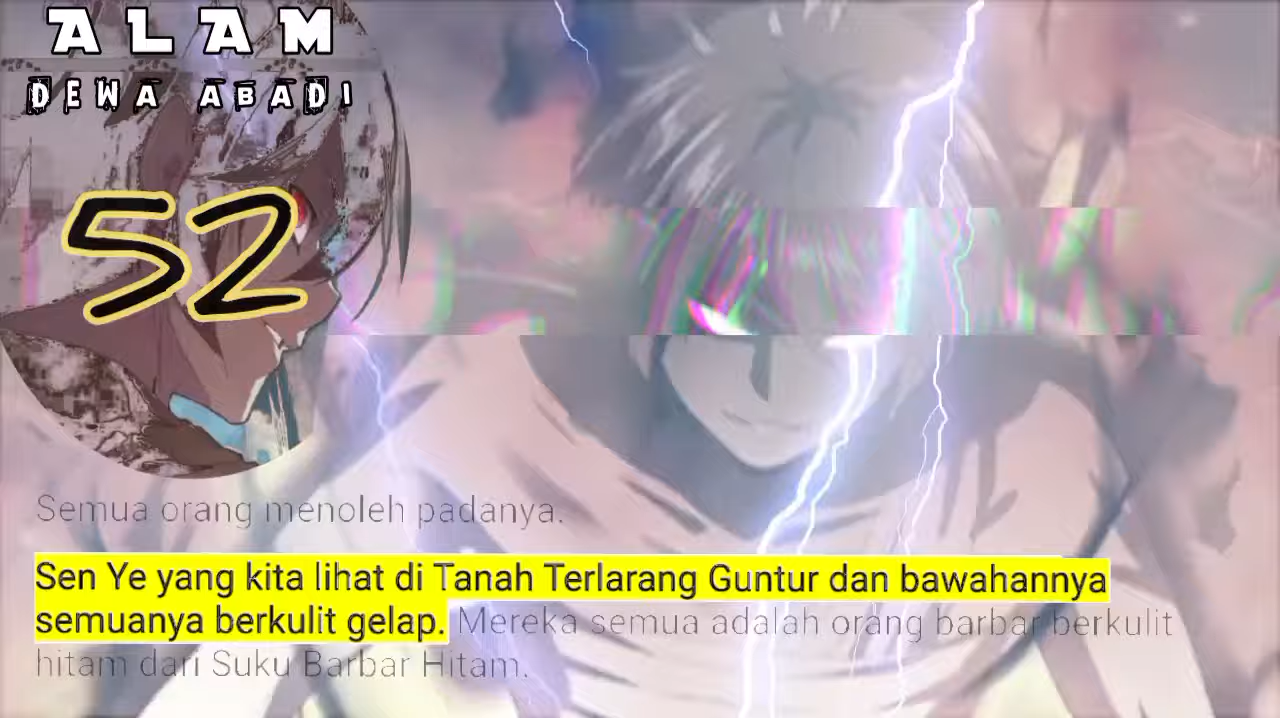 ALAM
DEWA ABADI
52
Semua orang menoleh padanya.
Sen Ye yang kita lihat di Tanah Terlarang Guntur dan bawahannya
semuanya berkulit gelap. Mereka semua adalah orang barbar berkulit
hitam dari Suku Barbar Hitam.